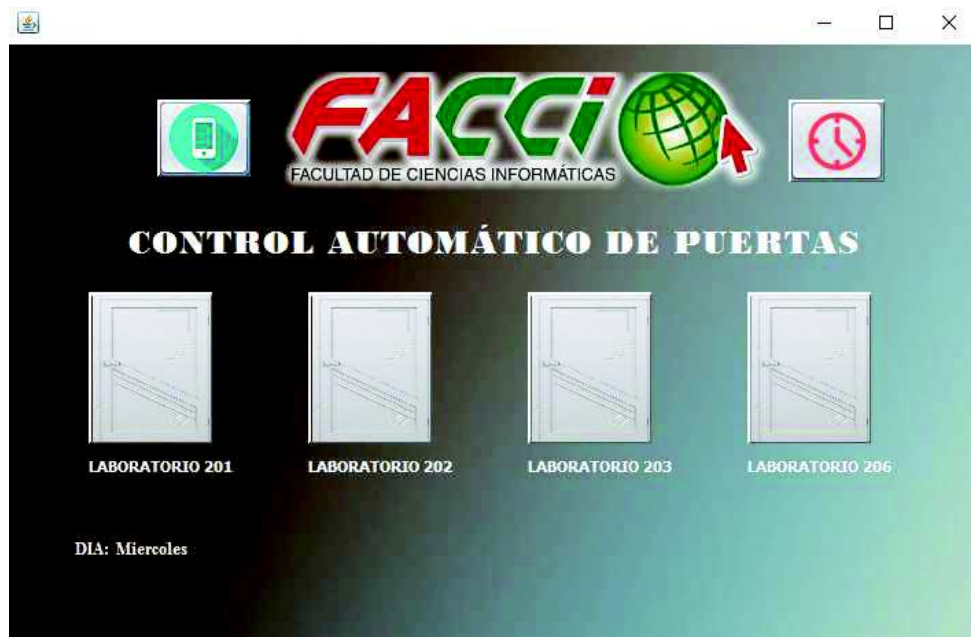 FACCi
FACULTAD DE CIENCIAS INFORMÁTICAS
CONTROL AUTOMÁTICO DE PUERTAS
LABORATORIO 201
LABORATORIO 202
LABORATORIO 203
LABORATORIO 206
DIA: Miercoles